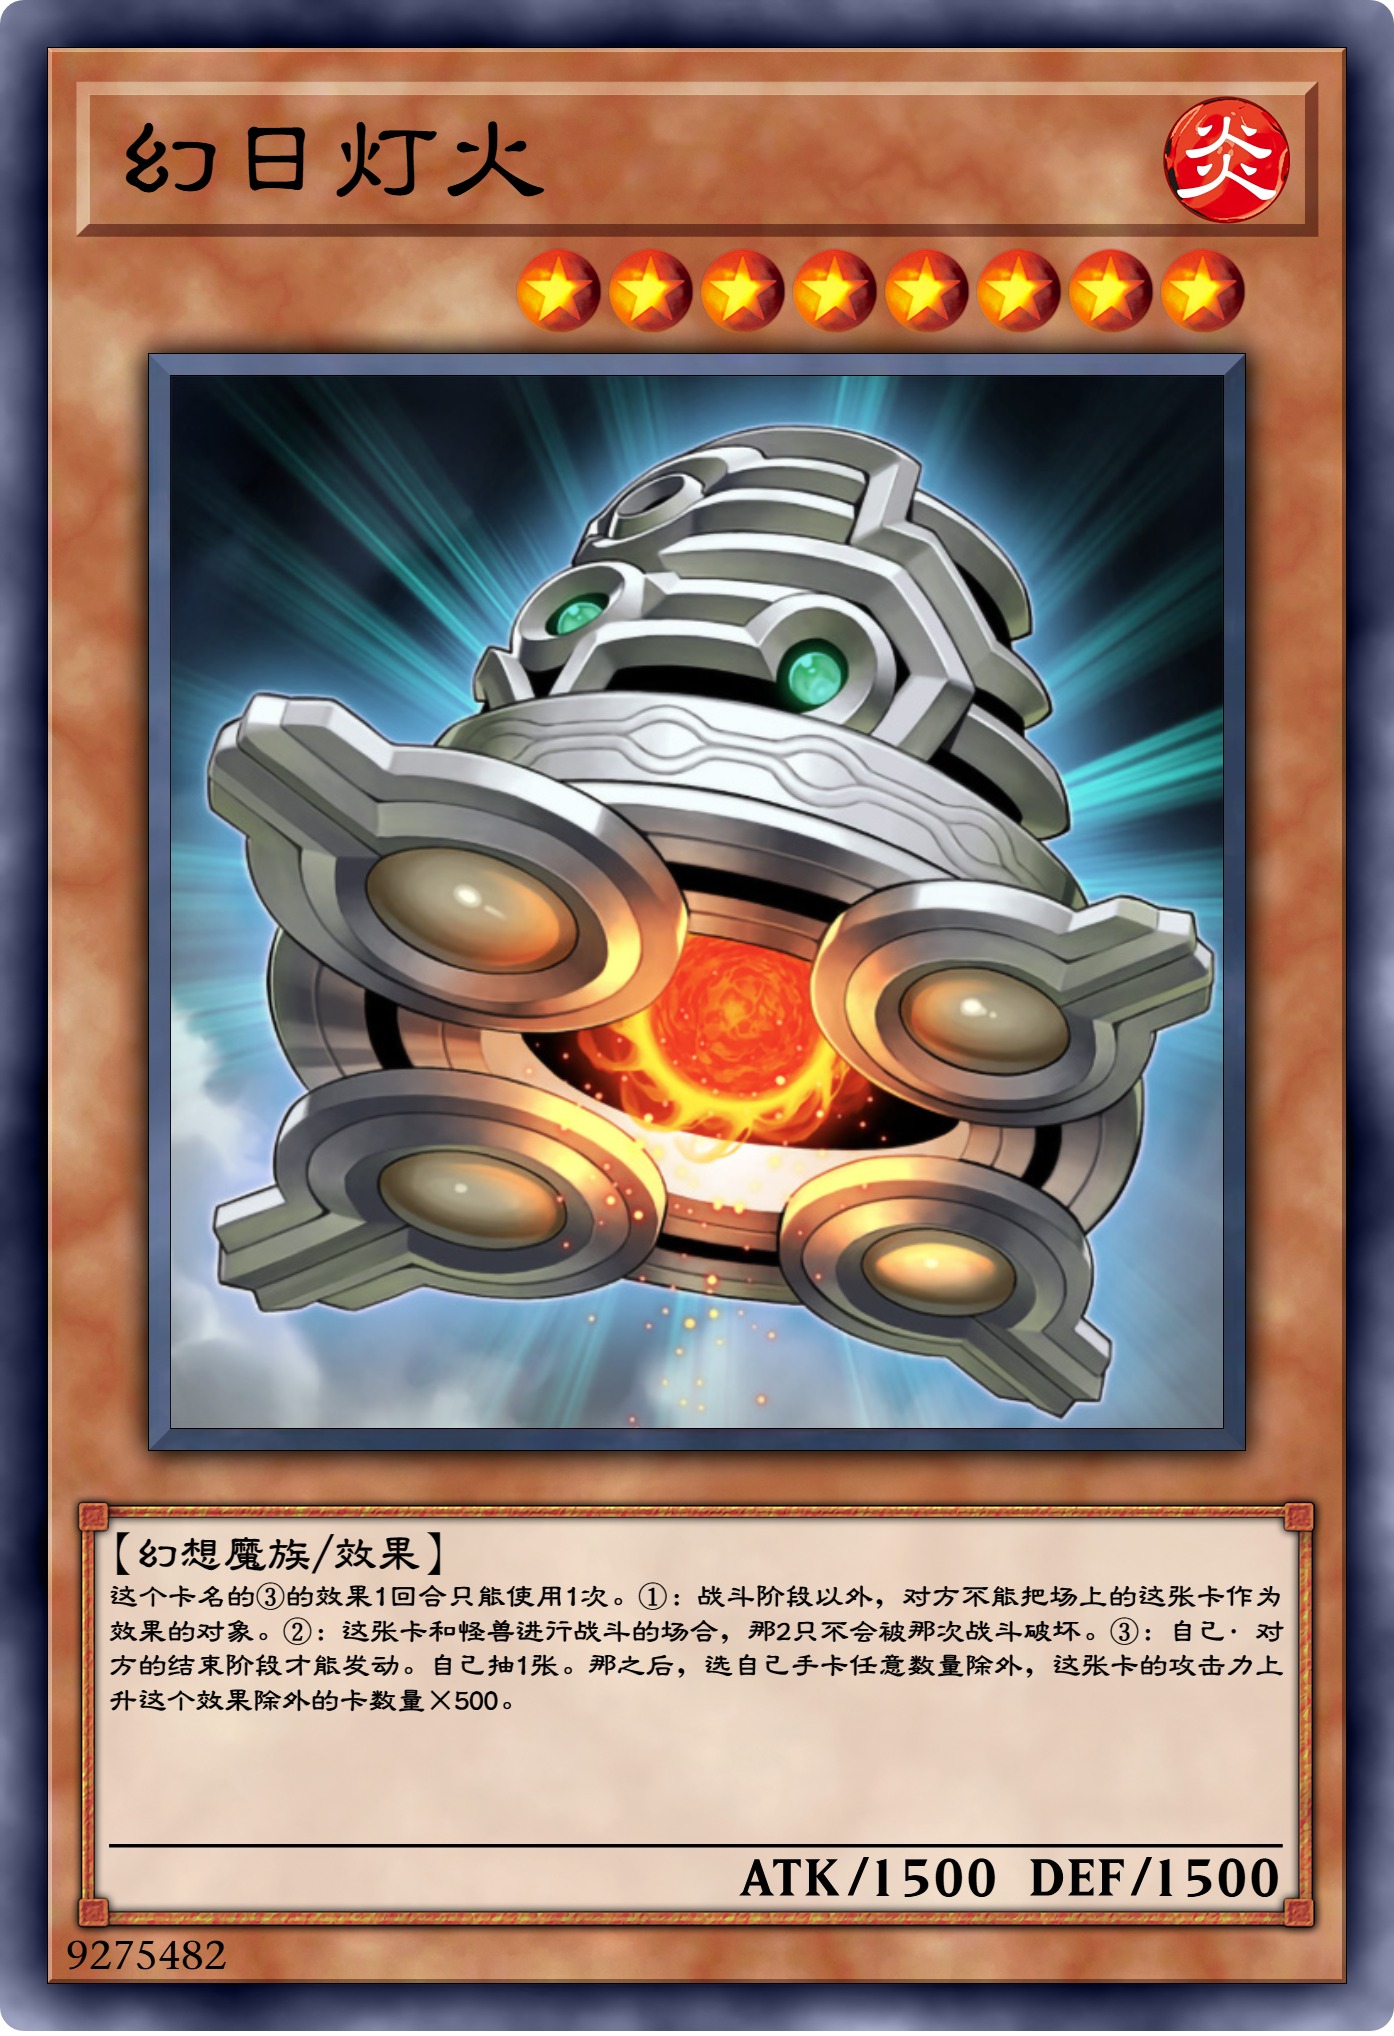 幻日灯火
炎
【幻想魔族/效果】
这个卡名的③的效果1回合只能使用1次。①：战斗阶段以外，对方不能把场上的这张卡作为
效果的对象。②：这张卡和怪兽进行战斗的场合，那2只不会被那次战斗破坏。③：自己·对
方的结束阶段才能发动。自己抽1张。那之后，选自己手卡任意数量除外，这张卡的攻击力上
升这个效果除外的卡数量×500。
ATK/1500 DEF/1500
9275482